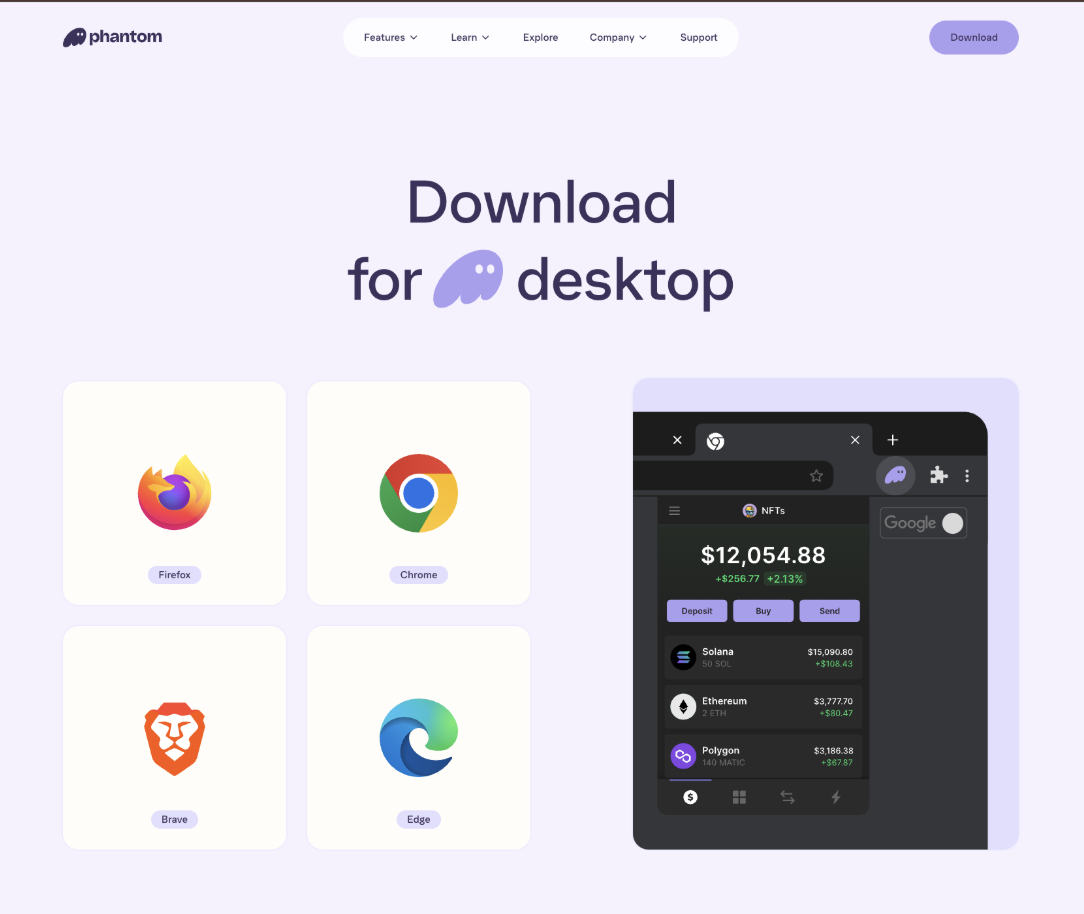 phantom
Features
Learn
Explore
Company
Support
Download
Download
for desktop
Firefox
Chrome
Brave
Edge
NFTs
$12,054.88
+$256.77 +2.13%
Deposit
Buy
Send
Solana $15,090.80
50 SOL +$108.43
Ethereum $3,777.70
2 ETH +$80.47
Polygon $3,186.38
140 MATIC +$67.87
Google